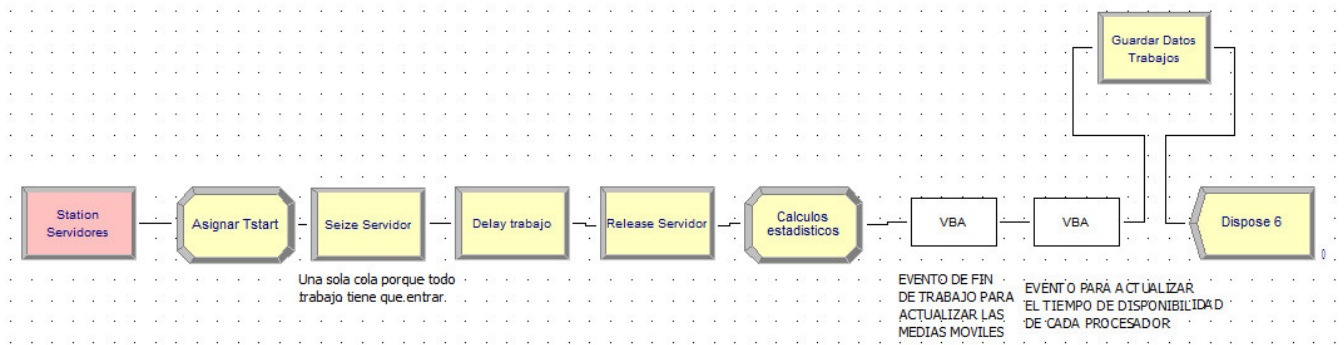 Guardar Datos
Trabajos
Station
Servidores
Asignar Tstart
Seize Servidor
Delay trabajo
Release Servidor
Calculos
estadisticos
VBA
VBA
Dispose 6
0
Una sola cola porque todo
trabajo tiene que entrar.
EVENTO DE FIN
DE TRABAJO PARA
ACTUALIZAR LAS
MEDIAS MOVILES
EVENTO PARA ACTUALIZAR
EL TIEMPO DE DISPONIBILIDAD
DE CADA PROCESADOR